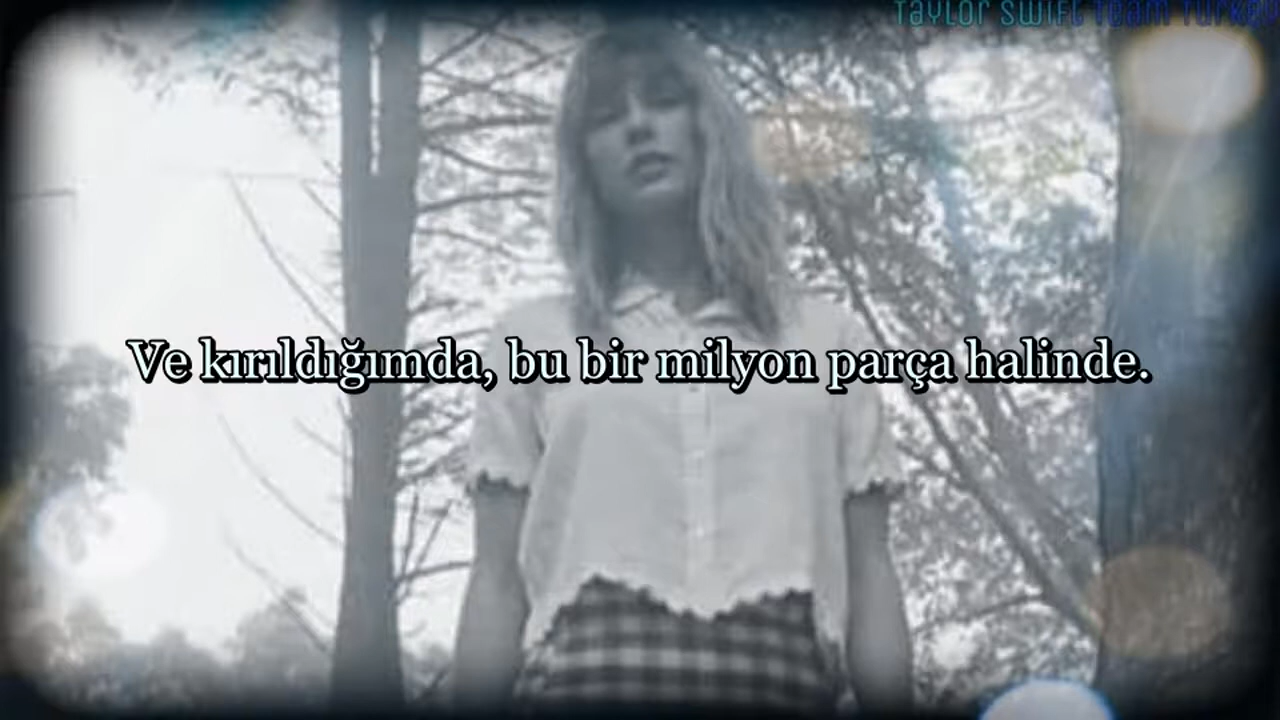 Taylor Swift Team Turkey
Ve kırıldığımda, bu bir milyon parça halinde.